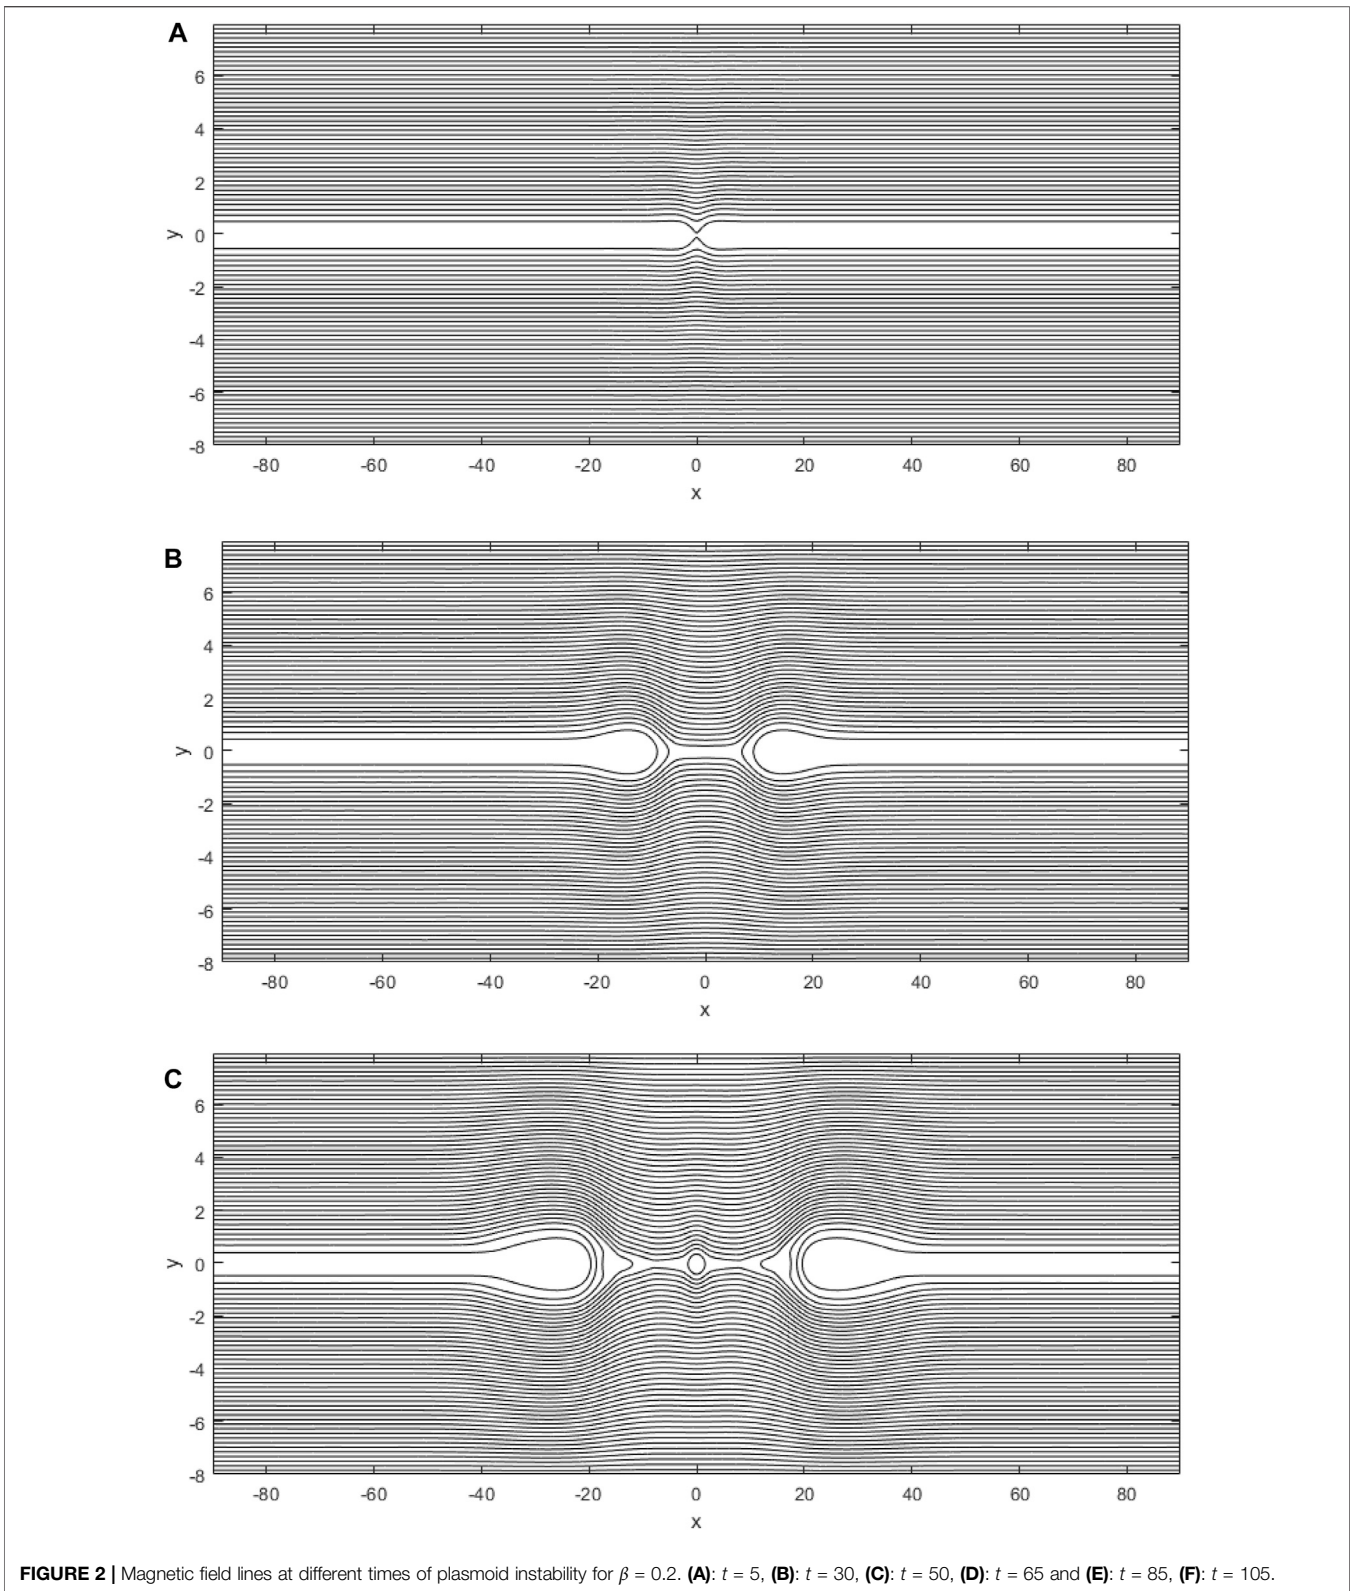 A
6
4
2
0
-2
-4
-6
-8
y
-80 -60 -40 -20 0 20 40 60 80
x
B
6
4
2
0
-2
-4
-6
-8
y
-80 -60 -40 -20 0 20 40 60 80
x
C
6
4
2
0
-2
-4
-6
-8
y
-80 -60 -40 -20 0 20 40 60 80
x
FIGURE 2 | Magnetic field lines at different times of plasmoid instability for β = 0.2. (A): t = 5, (B): t = 30, (C): t = 50, (D): t = 65 and (E): t = 85, (F): t = 105.